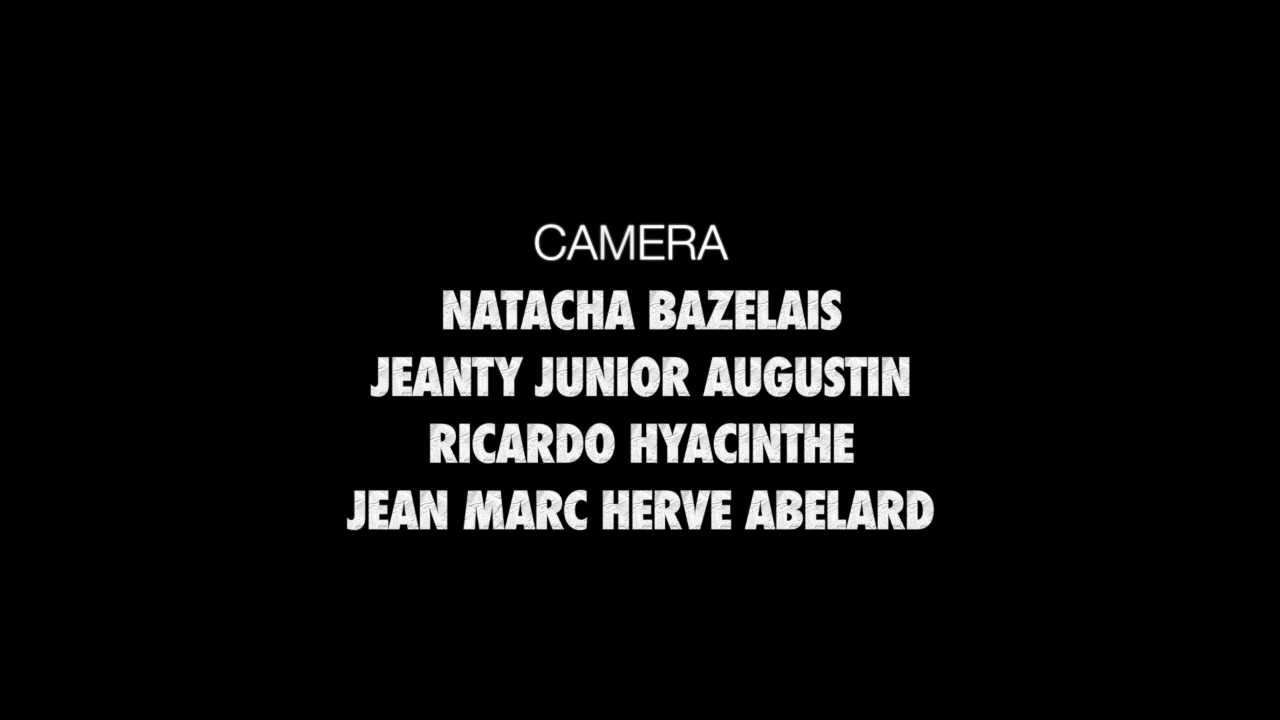 CAMERA
NATACHA BAZELAIS
JEANTY JUNIOR AUGUSTIN
RICARDO HYACINTHE
JEAN MARC HERVE ABELARD